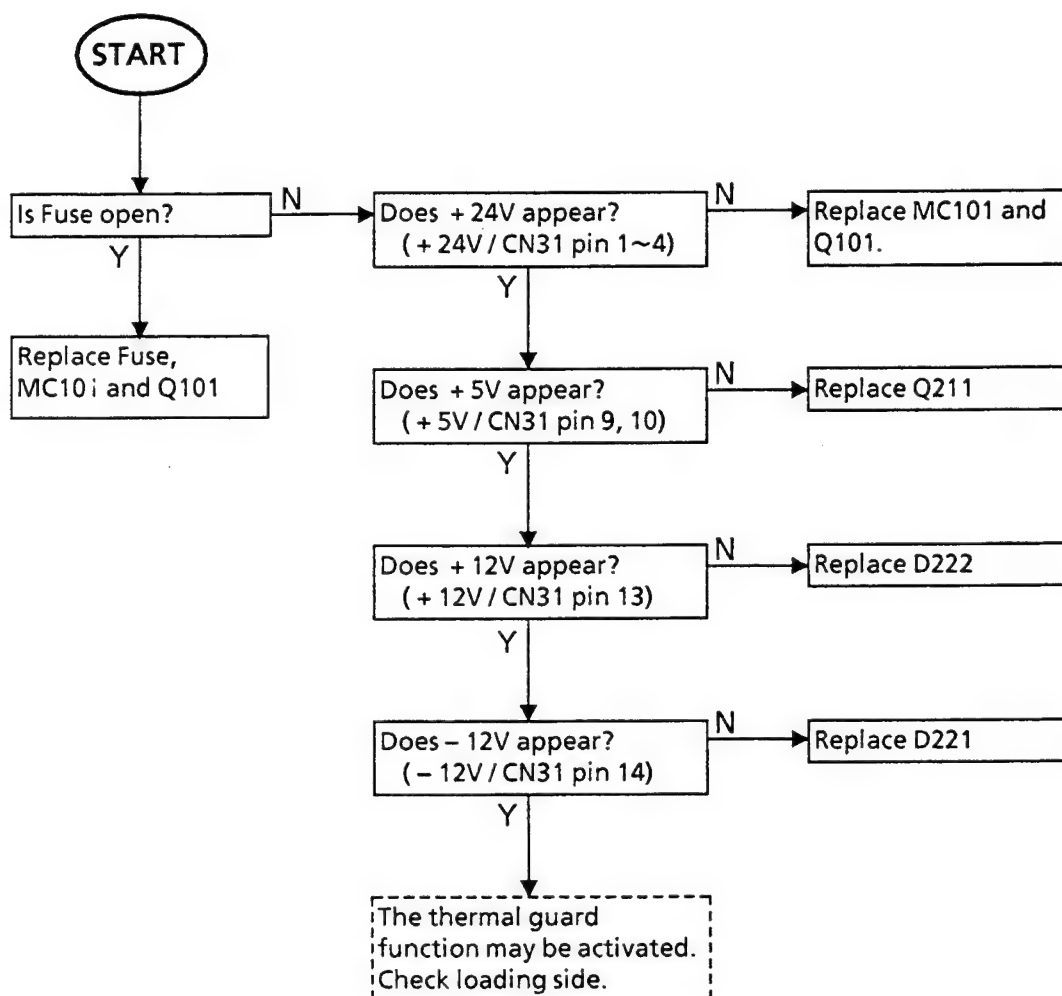 START
Is Fuse open?
N
Y
Replace Fuse,
MC10i and Q101
Does + 24V appear?
( + 24V / CN31 pin 1~4)
N
Replace MC101 and
Q101.
Y
Does + 5V appear?
( + 5V / CN31 pin 9, 10)
N
Replace Q211
Y
Does + 12V appear?
( + 12V / CN31 pin 13)
N
Replace D222
Y
Does – 12V appear?
( – 12V / CN31 pin 14)
N
Replace D221
Y
The thermal guard
function may be activated.
Check loading side.